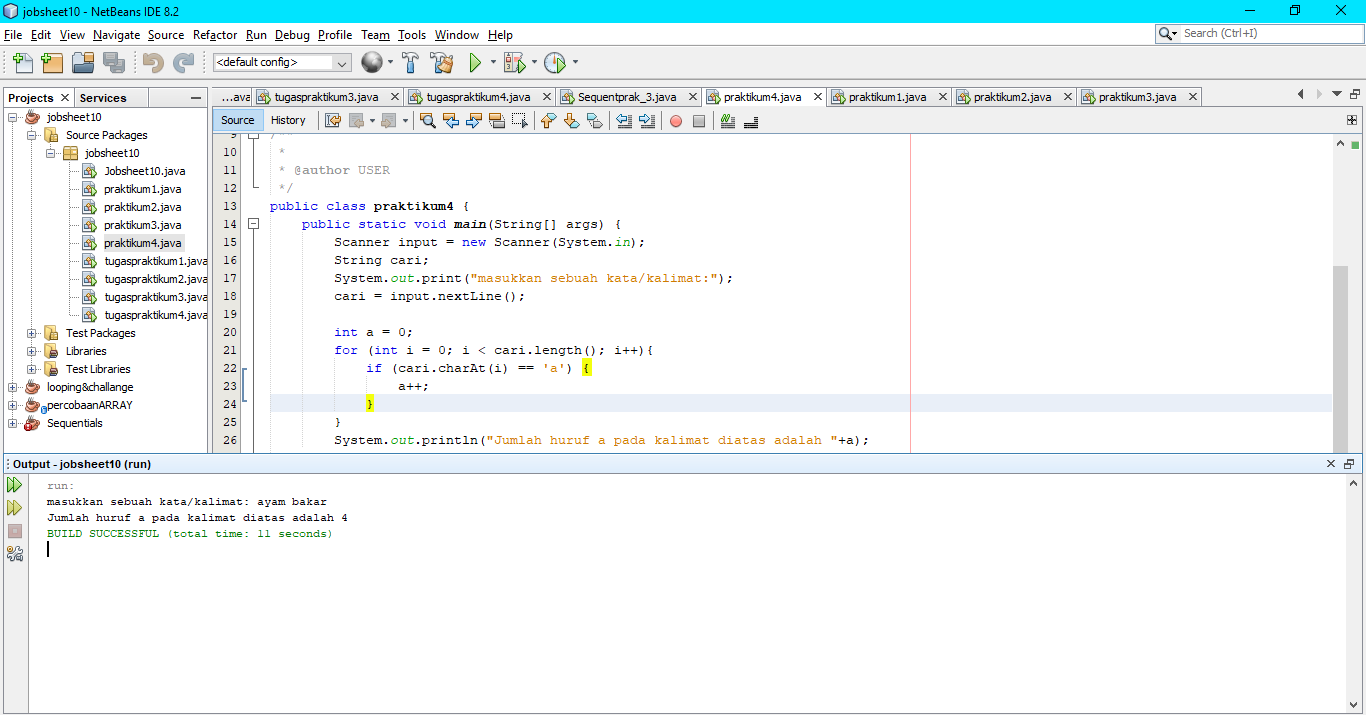 jobsheet10 - NetBeans IDE 8.2
File Edit View Navigate Source Refactor Run Debug Profile Team Tools Window Help
Search (Ctrl+I)
<default config>
Projects Services
...ava tugaspraktikum3.java tugaspraktikum4.java Sequentprak_3.java praktikum4.java praktikum1.java praktikum2.java praktikum3.java
Source History
jobsheet10
Source Packages
jobsheet10
Jobsheet10.java
praktikum1.java
praktikum2.java
praktikum3.java
praktikum4.java
tugaspraktikum1.java
tugaspraktikum2.java
tugaspraktikum3.java
tugaspraktikum4.java
Test Packages
Libraries
Test Libraries
looping&challange
percobaanARRAY
Sequentials
9 /**
10 *
11 * @author USER
12 */
13 public class praktikum4 {
14 public static void main(String[] args) {
15 Scanner input = new Scanner(System.in);
16 String cari;
17 System.out.print("masukkan sebuah kata/kalimat:");
18 cari = input.nextLine();
19
20 int a = 0;
21 for (int i = 0; i < cari.length(); i++){
22 if (cari.charAt(i) == 'a') {
23 a++;
24 }
25 }
26 System.out.println("Jumlah huruf a pada kalimat diatas adalah "+a);
Output - jobsheet10 (run)
run:
masukkan sebuah kata/kalimat: ayam bakar
Jumlah huruf a pada kalimat diatas adalah 4
BUILD SUCCESSFUL (total time: 11 seconds)